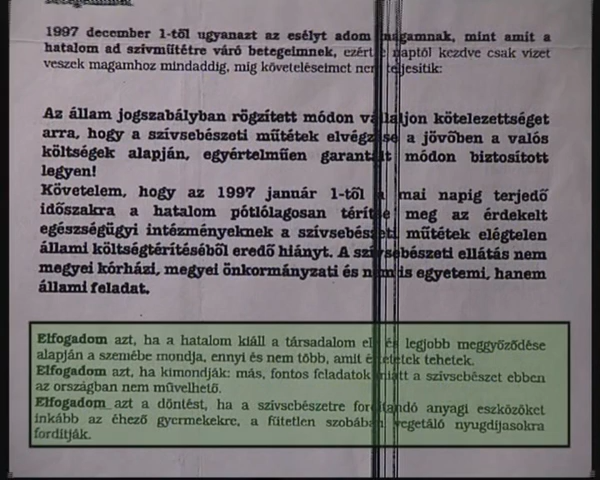 1997 december 1-től ugyanazt az esélyt adom magamnak, mint amit a
hatalom ad szívműtétre váró betegeimnek, ezért e naptól kezdve csak vizet
veszek magamhoz mindaddig, míg követeléseimet nem teljesítik:
Az állam jogszabályban rögzített módon vállaljon kötelezettséget
arra, hogy a szívsebészeti műtétek elvégzése a jövőben a valós
költségek alapján, egyértelműen garantált módon biztosított
legyen!
Követelem, hogy az 1997 január 1-től a mai napig terjedő
időszakra a hatalom pótlólagosan térítse meg az érdekelt
egészségügyi intézményeknek a szívsebészeti műtétek elégtelen
állami költségtérítéséből eredő hiányt. A szívsebészeti ellátás nem
megyei kórházi, megyei önkormányzati és nem is egyetemi, hanem
állami feladat.
Elfogadom azt, ha a hatalom kiáll a társadalom elé és legjobb meggyőződése
alapján a szemébe mondja, ennyi és nem több, amit értetek tehetek.
Elfogadom azt, ha kimondják: más, fontos feladatok miatt a szívsebészet ebben
az országban nem művelhető.
Elfogadom azt a döntést, ha a szívsebészetre fordítandó anyagi eszközöket
inkább az éhező gyermekekre, a fűtetlen szobában vegetáló nyugdíjasokra
fordítják.